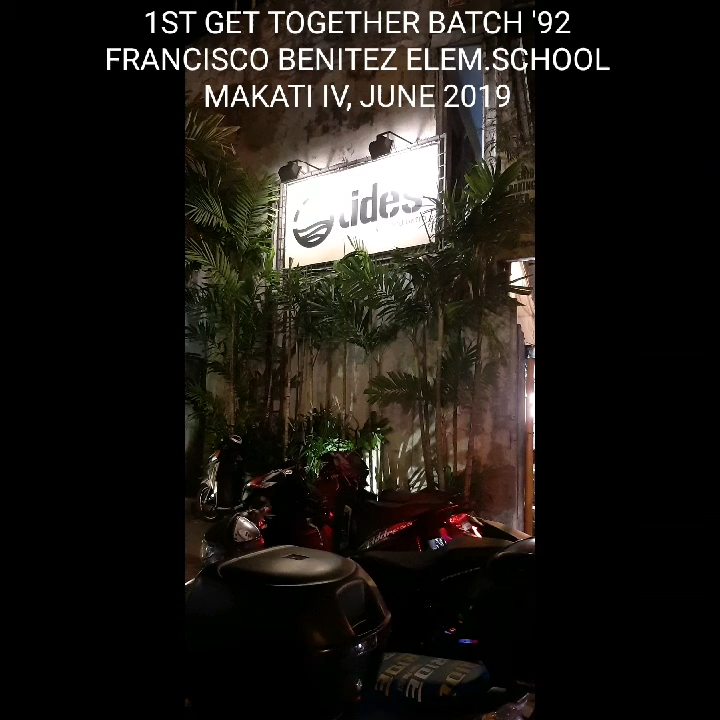 1ST GET TOGETHER BATCH '92
FRANCISCO BENITEZ ELEM.SCHOOL
MAKATI IV, JUNE 2019
tides